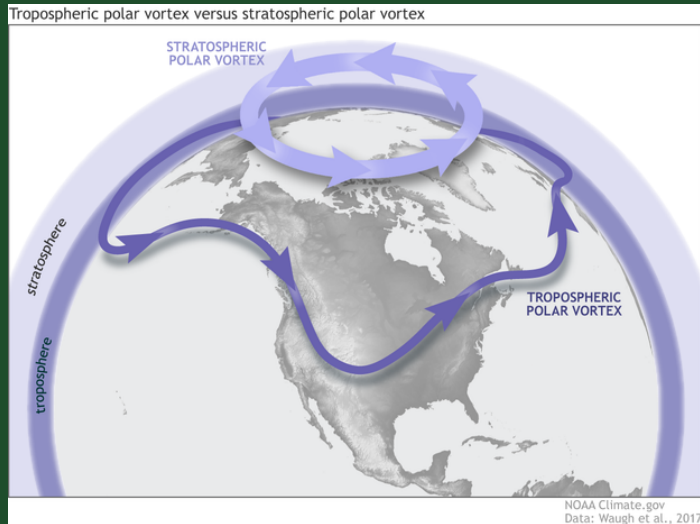 Tropospheric polar vortex versus stratospheric polar vortex
STRATOSPHERIC
POLAR VORTEX
stratosphere
troposphere
TROPOSPHERIC
POLAR VORTEX
NOAA Climate.gov
Data: Waugh et al., 2017